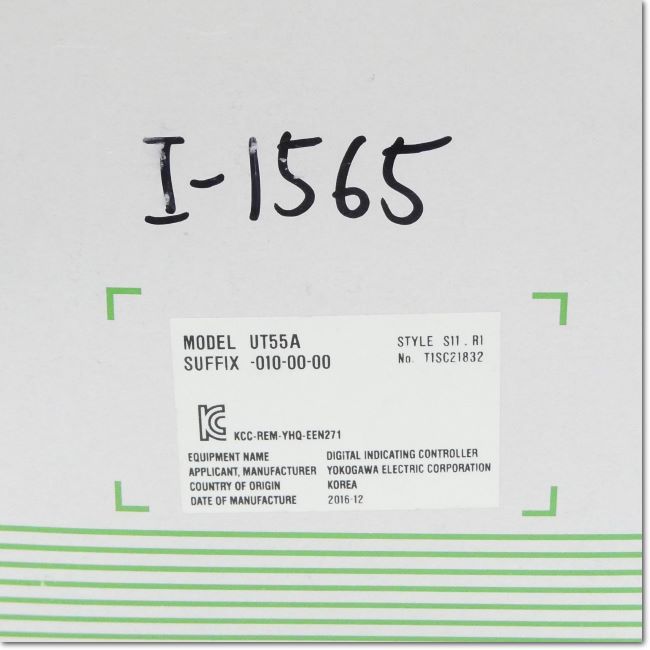 I-1565
MODEL UT55A
STYLE S11.R1
SUFFIX -010-00-00
No. T1SC21832
KC KCC-REM-YHQ-EEN271
EQUIPMENT NAME DIGITAL INDICATING CONTROLLER
APPLICANT, MANUFACTURER YOKOGAWA ELECTRIC CORPORATION
COUNTRY OF ORIGIN KOREA
DATE OF MANUFACTURE 2016-12